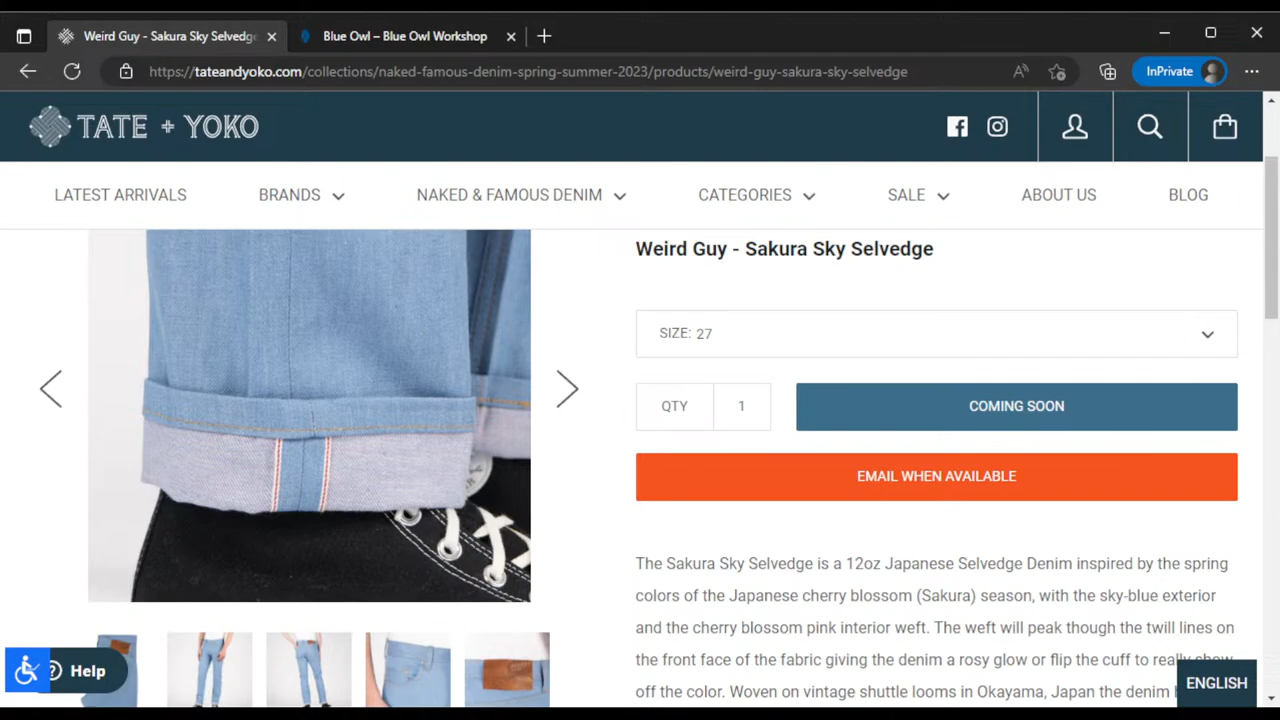 Weird Guy - Sakura Sky Selvedge
Blue Owl – Blue Owl Workshop
https://tateandyoko.com/collections/naked-famous-denim-spring-summer-2023/products/weird-guy-sakura-sky-selvedge
InPrivate
TATE + YOKO
LATEST ARRIVALS
BRANDS
NAKED & FAMOUS DENIM
CATEGORIES
SALE
ABOUT US
BLOG
Weird Guy - Sakura Sky Selvedge
SIZE: 27
QTY 1
COMING SOON
EMAIL WHEN AVAILABLE
The Sakura Sky Selvedge is a 12oz Japanese Selvedge Denim inspired by the spring
colors of the Japanese cherry blossom (Sakura) season, with the sky-blue exterior
and the cherry blossom pink interior weft. The weft will peak though the twill lines on
the front face of the fabric giving the denim a rosy glow or flip the cuff to really show
off the color. Woven on vintage shuttle looms in Okayama, Japan the denim
Help
ENGLISH